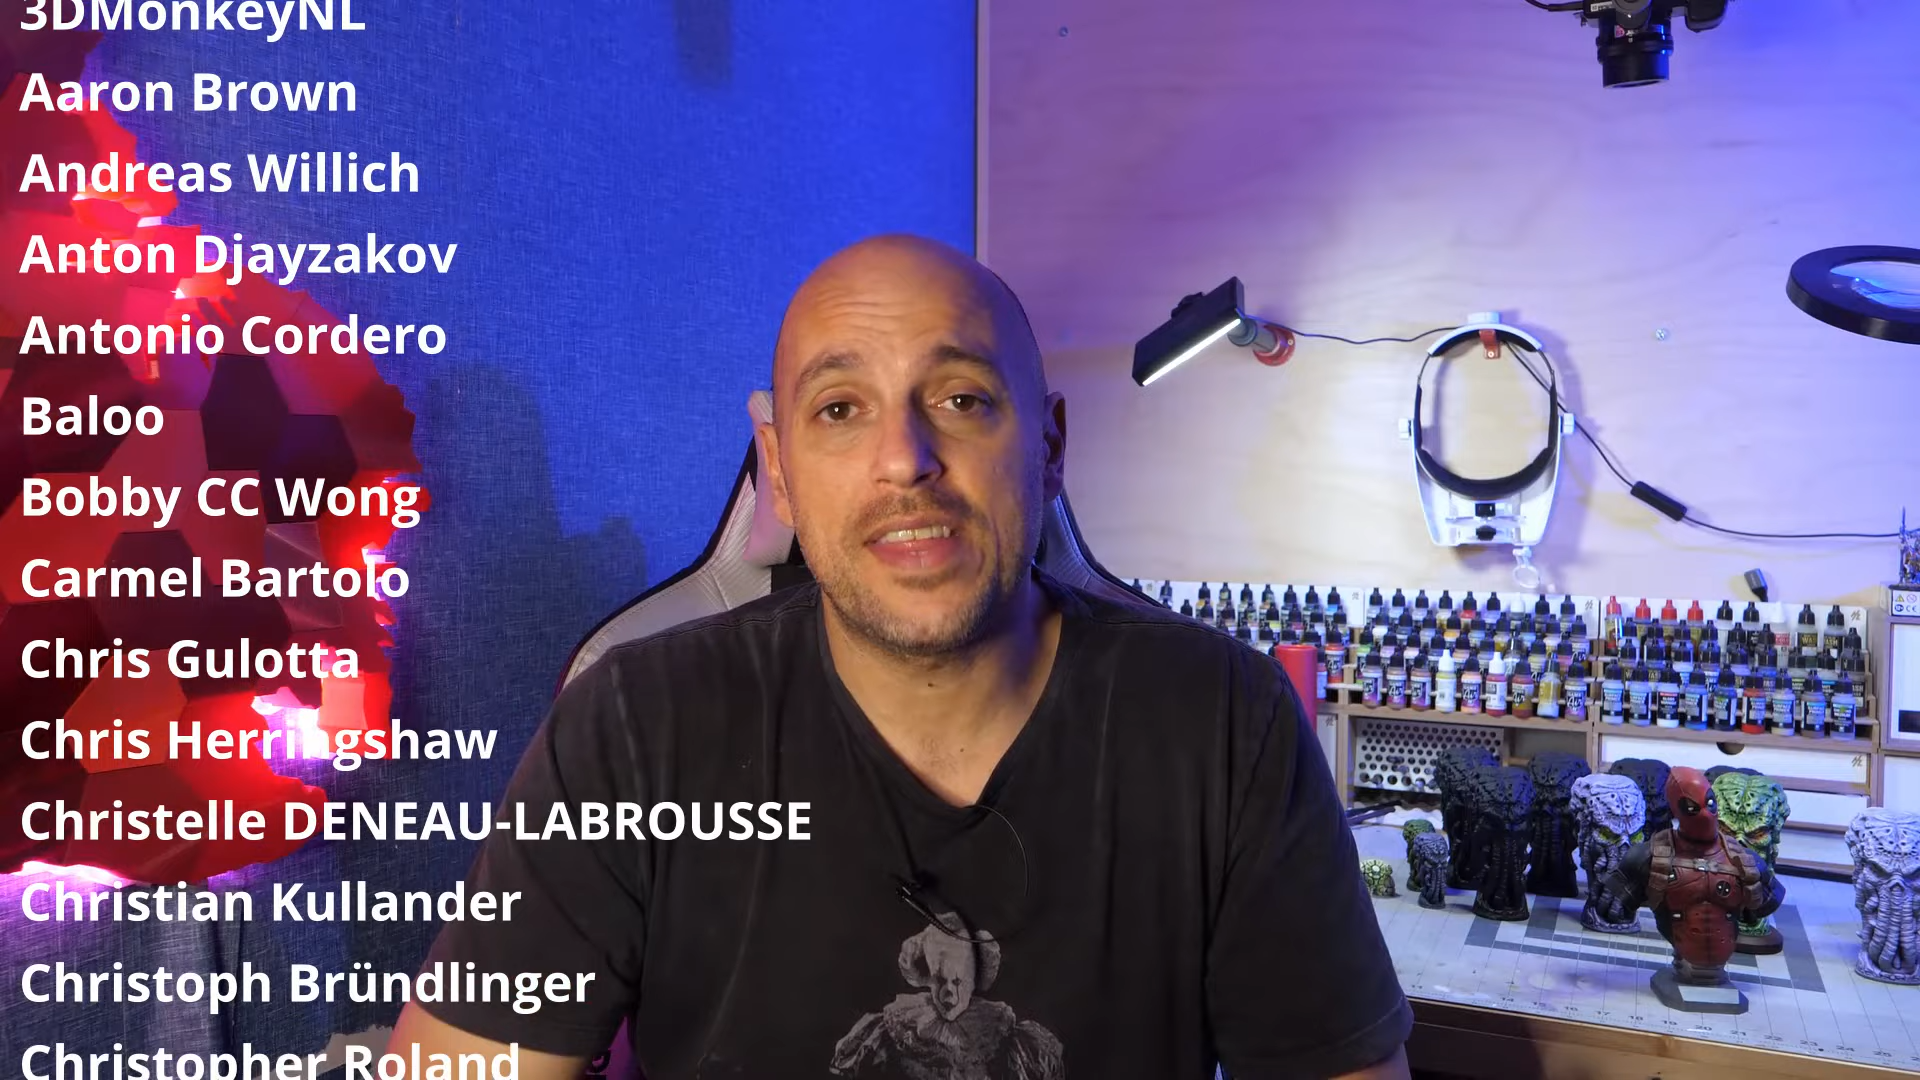 3DMonkeyNL
Aaron Brown
Andreas Willich
Anton Djayzakov
Antonio Cordero
Baloo
Bobby CC Wong
Carmel Bartolo
Chris Gulotta
Chris Herringshaw
Christelle DENEAU-LABROUSSE
Christian Kullander
Christoph Bründlinger
Christopher Roland